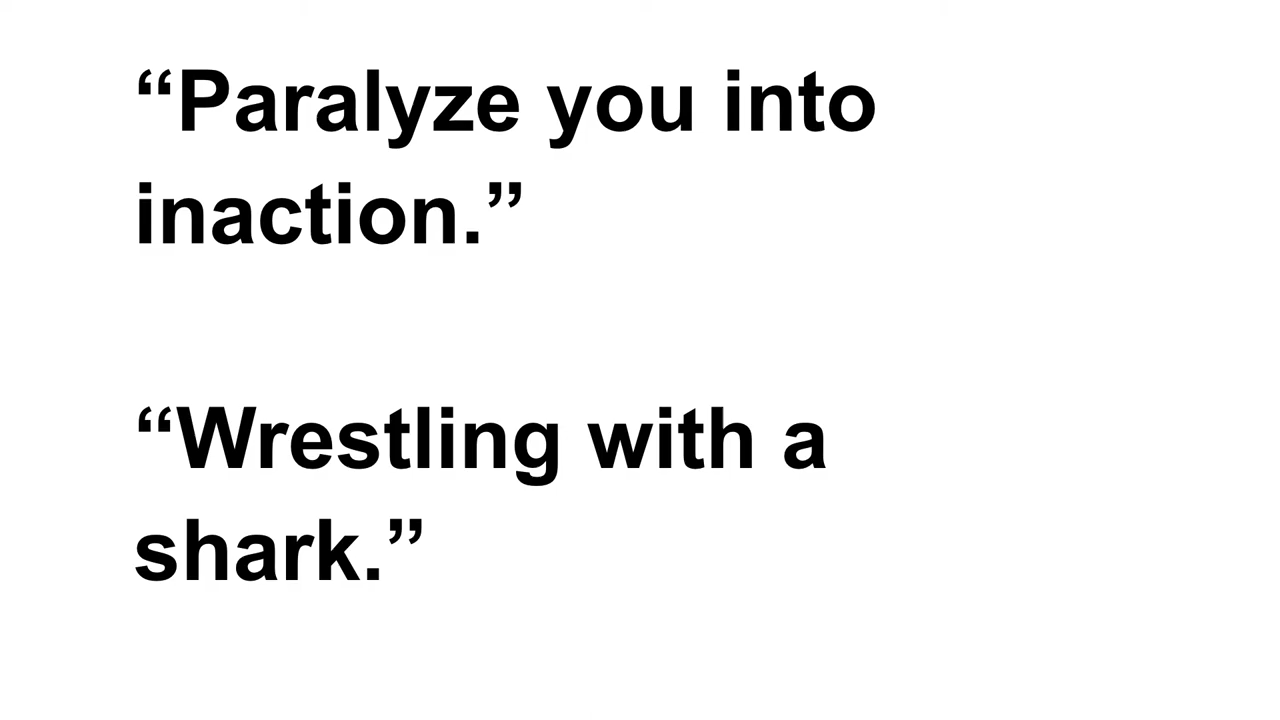 “Paralyze you into
inaction.”
“Wrestling with a
shark.”